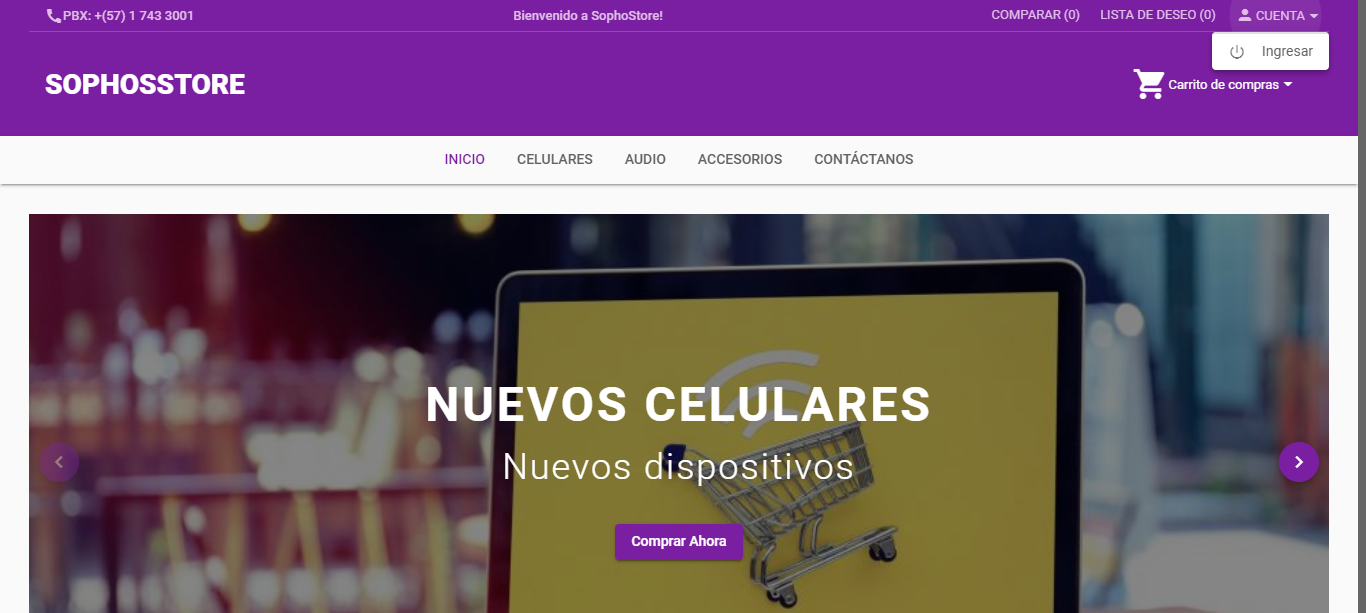 PBX: +(57) 1 743 3001
Bienvenido a SophoStore!
COMPARAR (0)
LISTA DE DESEO (0)
CUENTA
Ingresar
SOPHOSSTORE
Carrito de compras
INICIO
CELULARES
AUDIO
ACCESORIOS
CONTÁCTANOS
NUEVOS CELULARES
Nuevos dispositivos
Comprar Ahora